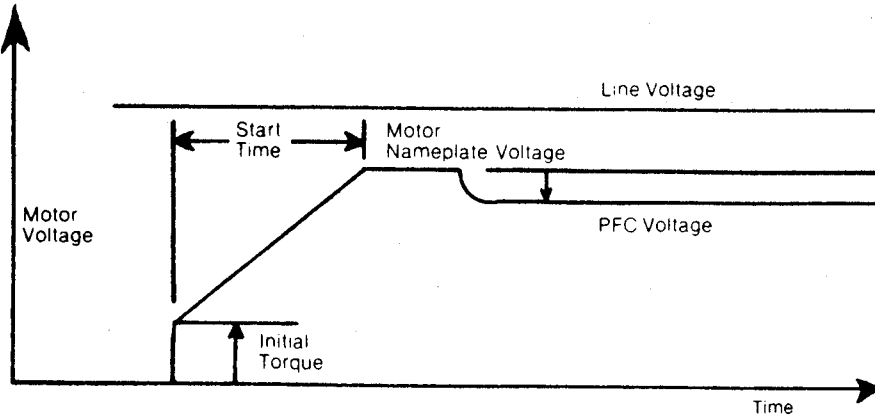 Line Voltage
Start
Time
Motor
Nameplate Voltage
Motor
Voltage
PFC Voltage
Initial
Torque
Time